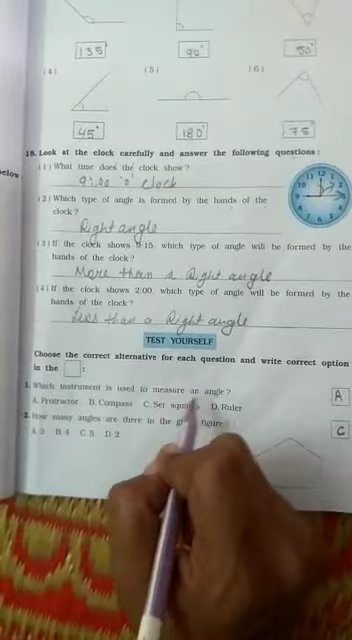 135° 90° 50°
(4) (5) (6)
45° 180° 75°
18. Look at the clock carefully and answer the following questions :
(1) What time does the clock show?
9:00 'o' clock
(2) Which type of angle is formed by the hands of the
clock?
Right angle
(3) If the clock shows 9.15, which type of angle will be formed by the
hands of the clock?
More than a Right angle
(4) If the clock shows 2.00, which type of angle will be formed by the
hands of the clock?
Less than a Right angle
TEST YOURSELF
Choose the correct alternative for each question and write correct option
in the :
1. Which instrument is used to measure an angle? A
A. Protractor B. Compass C. Set D. Ruler
2. How many angles are there in the figure C
A. 3 B. 4 C. 5 D. 2